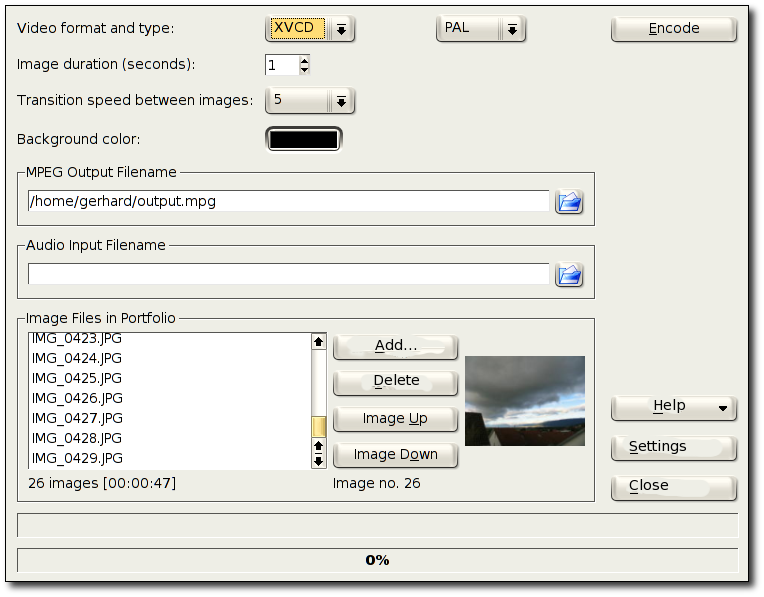 Video format and type: XVCD PAL Encode
Image duration (seconds): 1
Transition speed between images: 5
Background color:
MPEG Output Filename
/home/gerhard/output.mpg
Audio Input Filename
Image Files in Portfolio
IMG_0423.JPG
IMG_0424.JPG
IMG_0425.JPG
IMG_0426.JPG
IMG_0427.JPG
IMG_0428.JPG
IMG_0429.JPG
Add...
Delete
Image Up
Image Down
26 images [00:00:47]
Image no. 26
Help
Settings
Close
0%